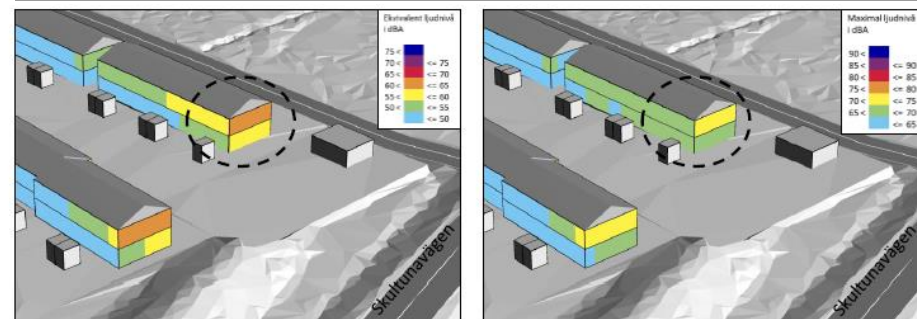 Ekvivalent ljudnivå
i dBA
75 <
70 < <= 75
65 < <= 70
60 < <= 65
55 < <= 60
50 < <= 55
<= 50
Skultunavägen
Maximal ljudnivå
i dBA
90 <
85 < <= 90
80 < <= 85
75 < <= 80
70 < <= 75
65 < <= 70
<= 65
Skultunavägen